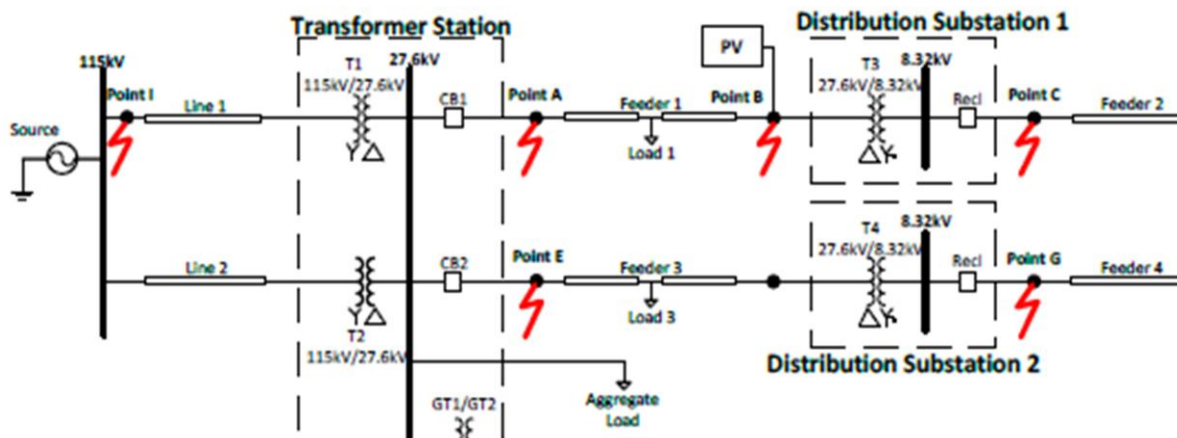 Transformer Station
Distribution Substation 1
115kV
27.6kV
PV
T1
115kV/27.6kV
T3
27.6kV/8.32kV
8.32kV
Point I
Line 1
CB1
Point A
Feeder 1
Point B
Recl
Point C
Feeder 2
Source
Load 1
8.32kV
T4
27.6kV/8.32kV
Line 2
CB2
Point E
Feeder 3
Recl
Point G
Feeder 4
Load 3
T2
115kV/27.6kV
Distribution Substation 2
Aggregate
Load
GT1/GT2